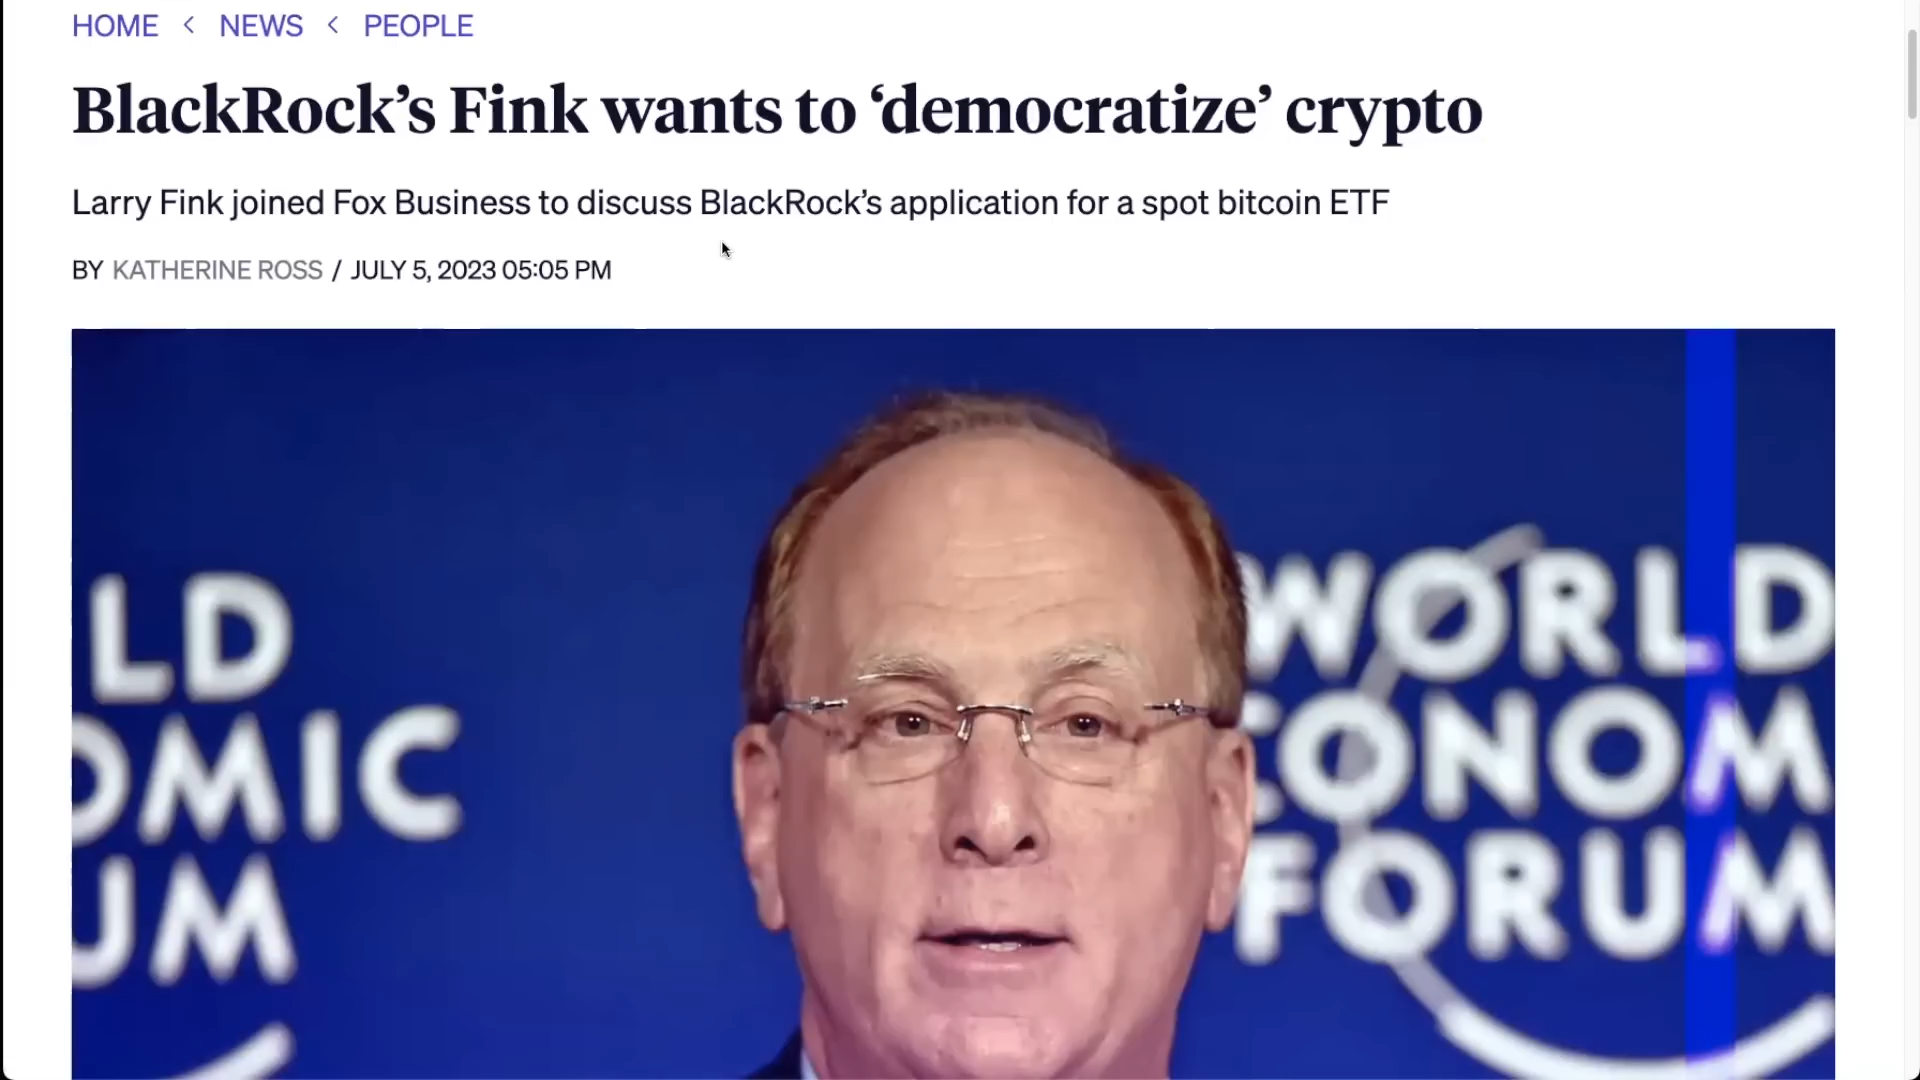 HOME < NEWS < PEOPLE
BlackRock’s Fink wants to ‘democratize’ crypto
Larry Fink joined Fox Business to discuss BlackRock’s application for a spot bitcoin ETF
BY KATHERINE ROSS / JULY 5, 2023 05:05 PM
LD
OMIC
UM
WORLD
ECONOM
FORUM